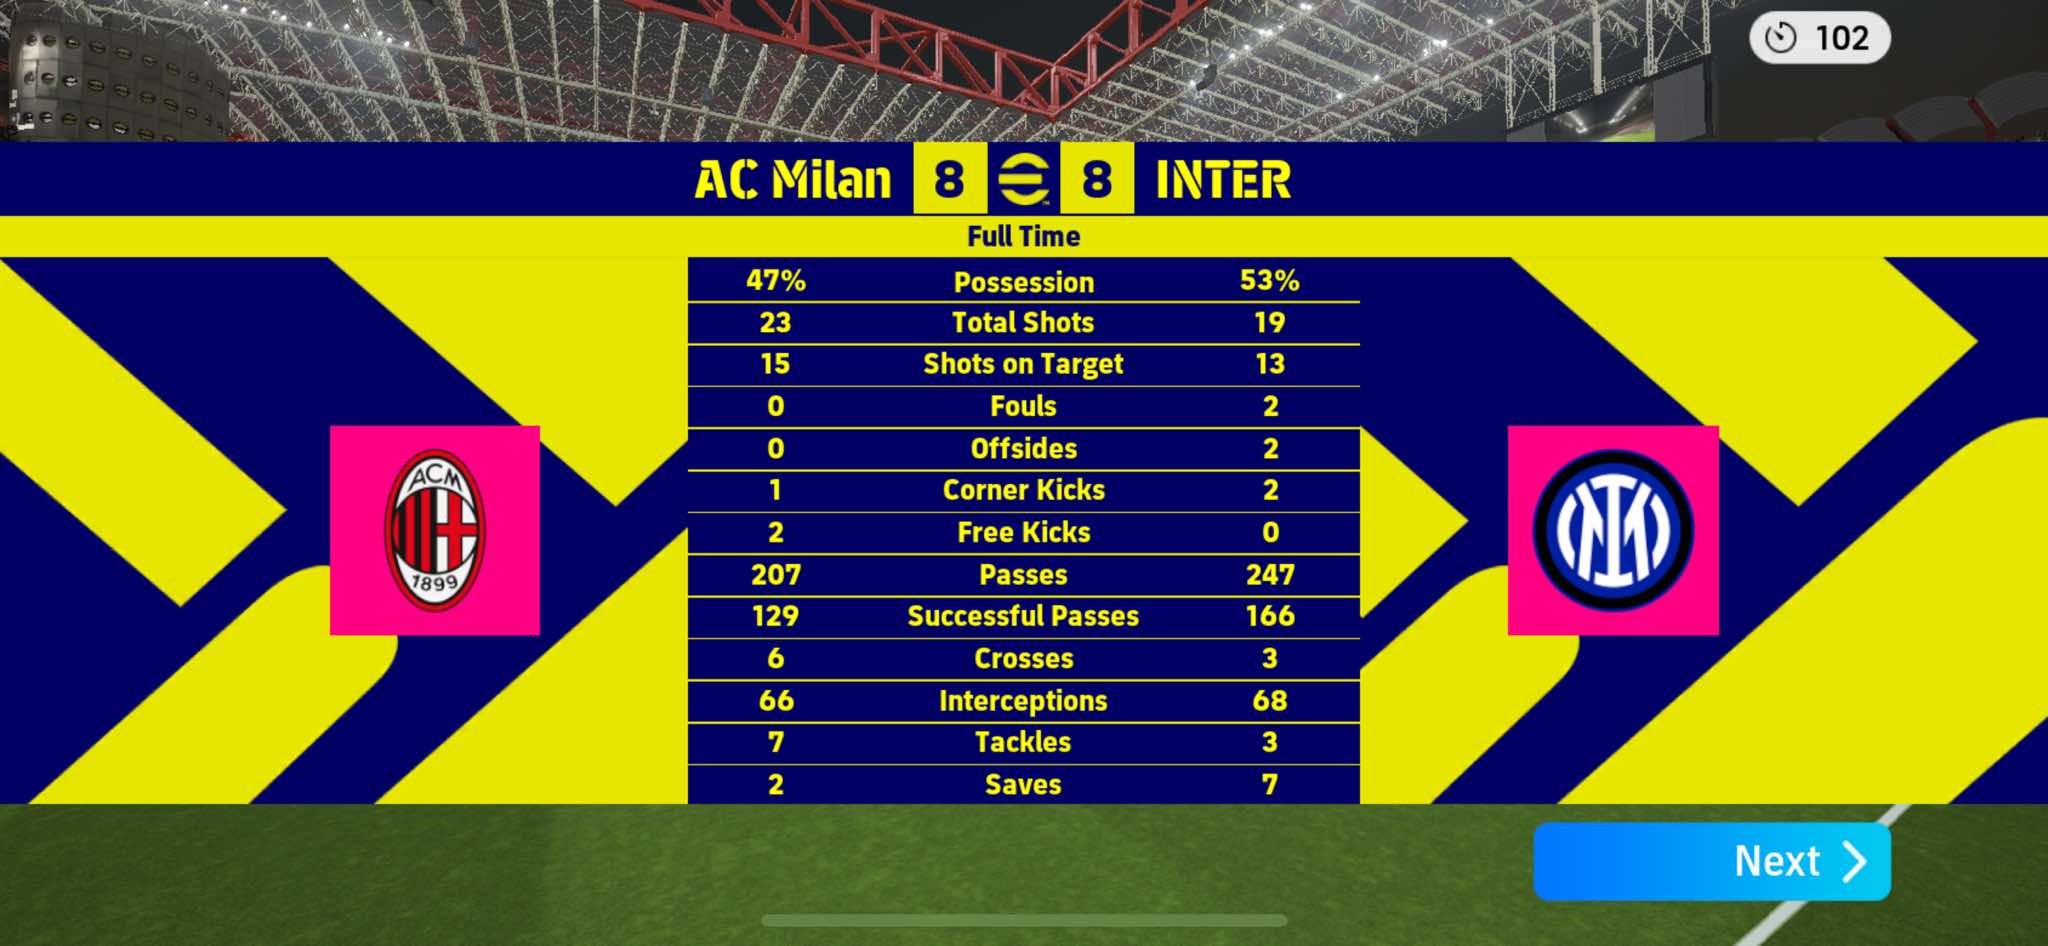 102
AC Milan 8 8 INTER
Full Time
47% Possession 53%
23 Total Shots 19
15 Shots on Target 13
0 Fouls 2
0 Offsides 2
1 Corner Kicks 2
2 Free Kicks 0
207 Passes 247
129 Successful Passes 166
6 Crosses 3
66 Interceptions 68
7 Tackles 3
2 Saves 7
ACM
1899
Next